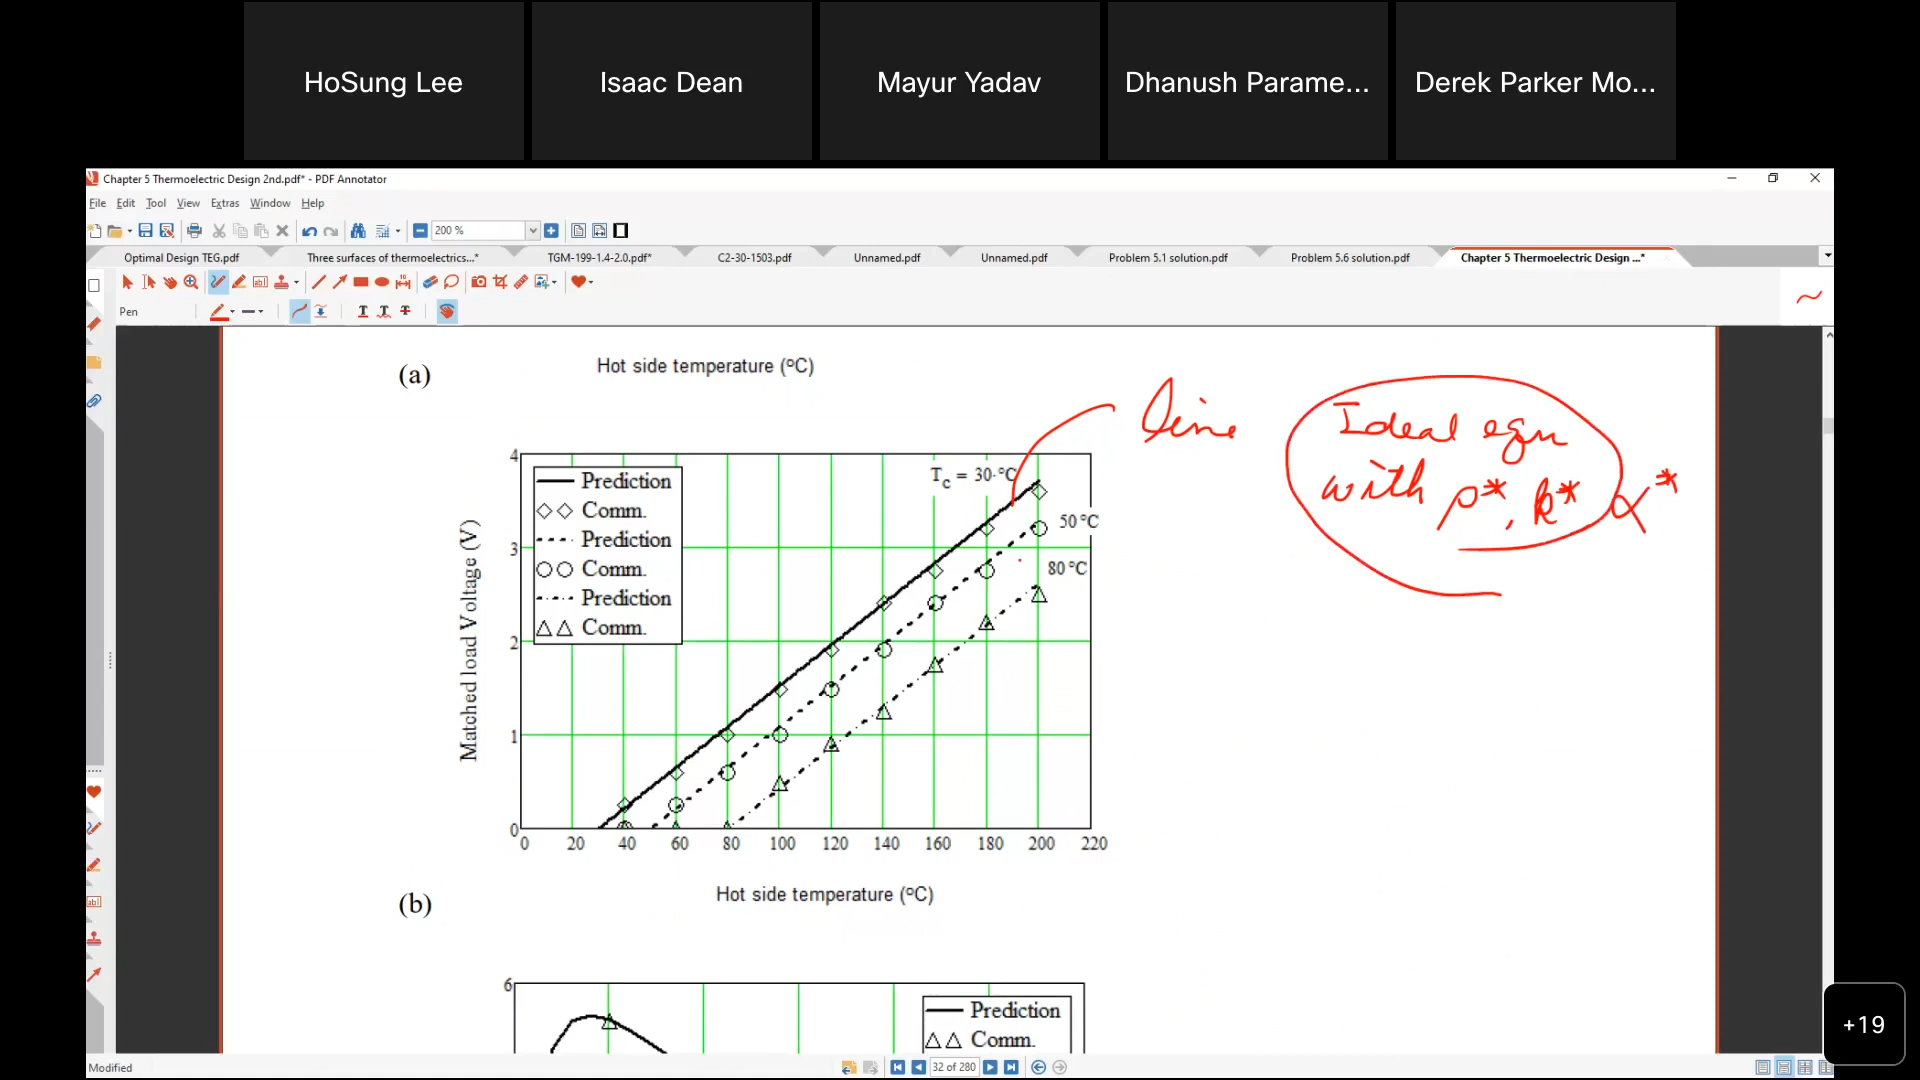 HoSung Lee
Isaac Dean
Mayur Yadav
Dhanush Parame...
Derek Parker Mo...
Chapter 5 Thermoelectric Design 2nd.pdf* - PDF Annotator
File Edit Tool View Extras Window Help
200 %
Optimal Design TEG.pdf
Three surfaces of thermoelectrics...*
TGM-199-1.4-2.0.pdf*
C2-30-1503.pdf
Unnamed.pdf
Unnamed.pdf
Problem 5.1 solution.pdf
Problem 5.6 solution.pdf
Chapter 5 Thermoelectric Design ...*
Pen
Hot side temperature (°C)
(a)
line
Ideal eqn
with ρ*, k* α*
Matched load Voltage (V)
4
3
2
1
0
Prediction
Comm.
Prediction
Comm.
Prediction
Comm.
Tc = 30·°C
50 °C
80 °C
0 20 40 60 80 100 120 140 160 180 200 220
Hot side temperature (°C)
(b)
6
Prediction
Comm.
+19
Modified
32 of 280